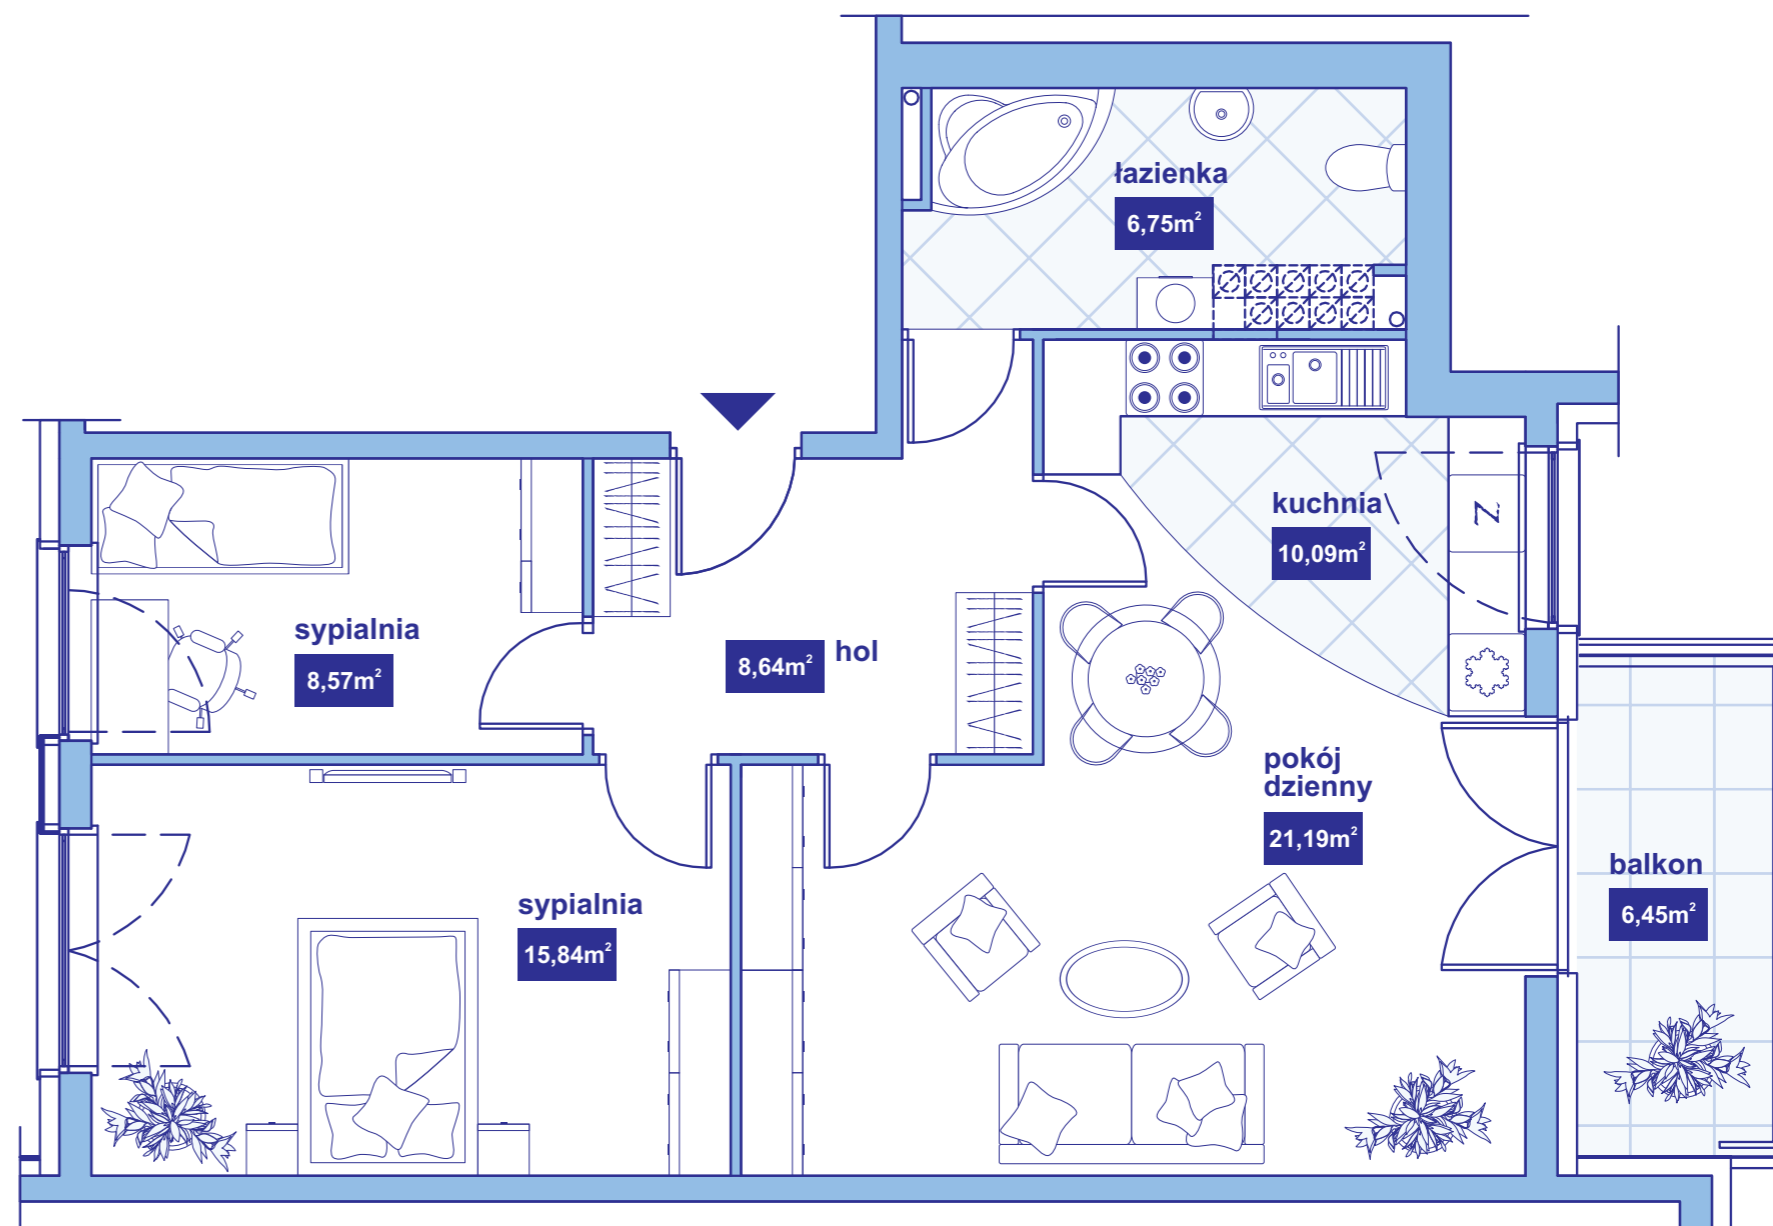 łazienka
6,75m²
kuchnia
10,09m²
Z
sypialnia
8,57m²
8,64m² hol
pokój
dzienny
21,19m²
balkon
6,45m²
sypialnia
15,84m²